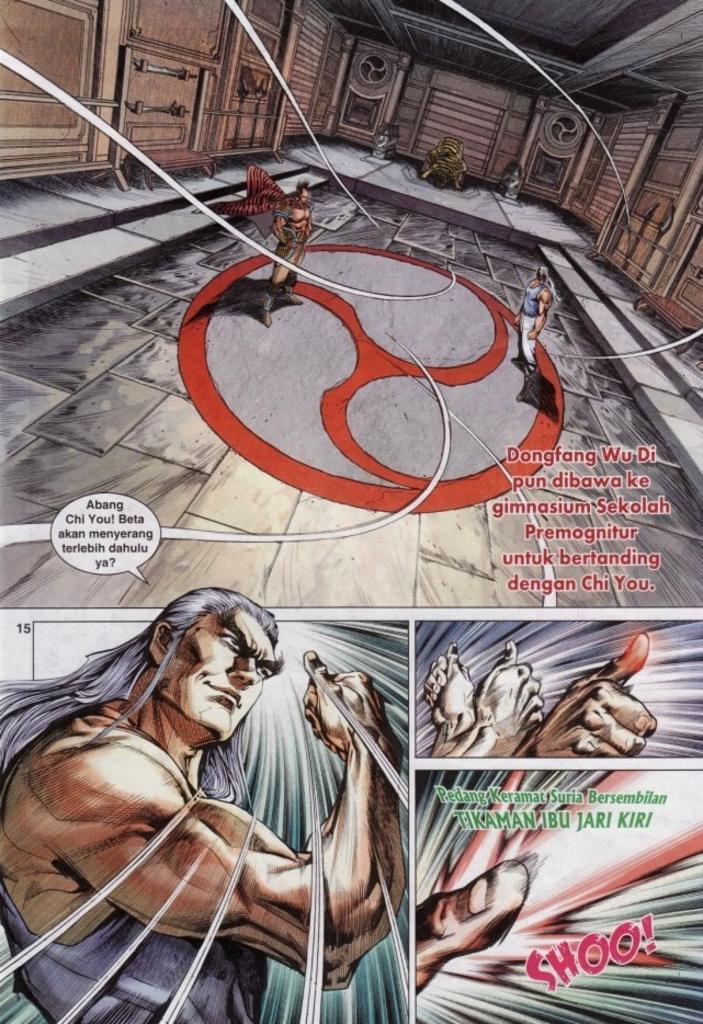 Dongfang Wu Di
pun dibawa ke
gimnasium Sekolah
Premognitur
untuk bertanding
dengan Chi You.
Abang
Chi You! Beta
akan menyerang
terlebih dahulu
ya?
15
Pedang Keramat Suria Bersembilan
TIKAMAN IBU JARI KIRI
SHOO!